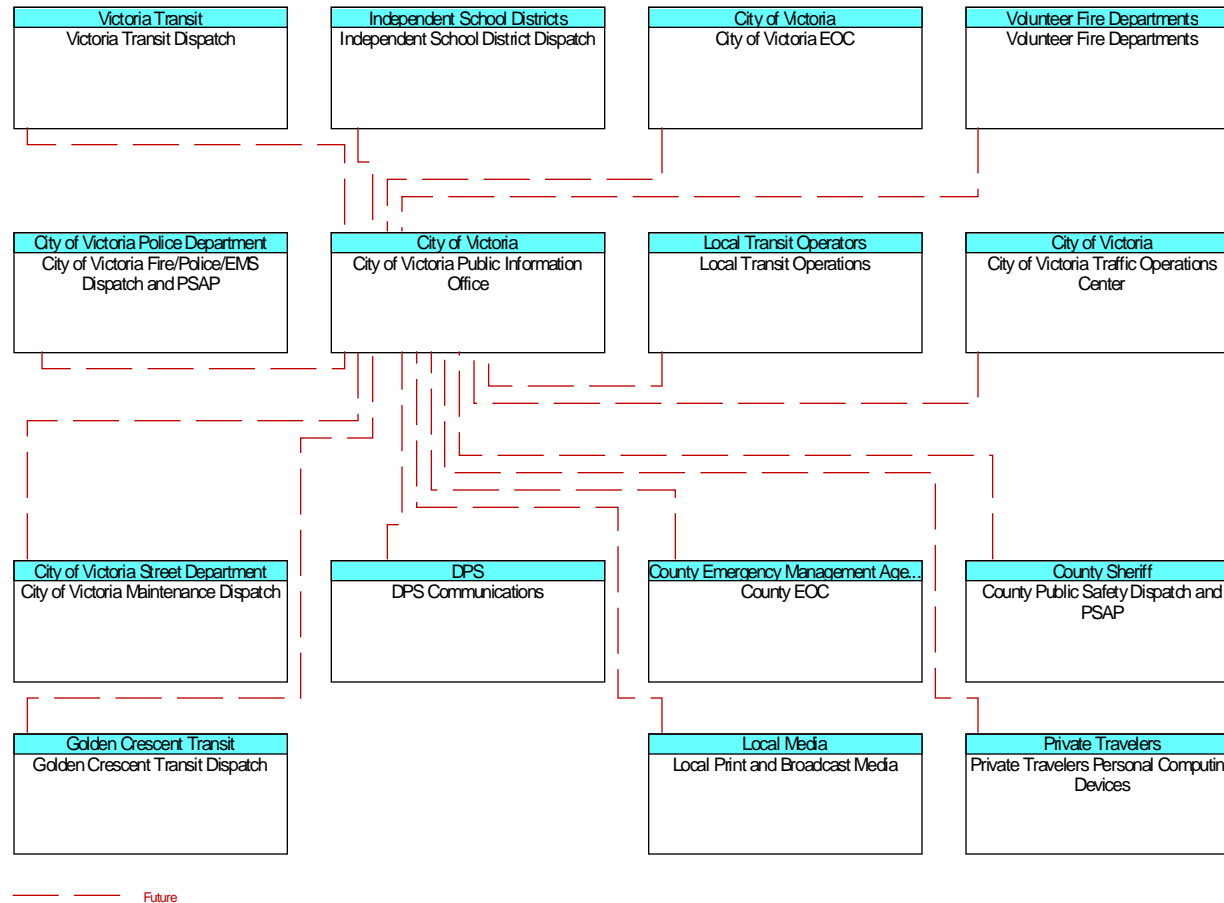 Victoria Transit
Victoria Transit Dispatch
Independent School Districts
Independent School District Dispatch
City of Victoria
City of Victoria EOC
Volunteer Fire Departments
Volunteer Fire Departments
City of Victoria Police Department
City of Victoria Fire/Police/EMS
Dispatch and PSAP
City of Victoria
City of Victoria Public Information
Office
Local Transit Operators
Local Transit Operations
City of Victoria
City of Victoria Traffic Operations
Center
City of Victoria Street Department
City of Victoria Maintenance Dispatch
DPS
DPS Communications
County Emergency Management Age...
County EOC
County Sheriff
County Public Safety Dispatch and
PSAP
Golden Crescent Transit
Golden Crescent Transit Dispatch
Local Media
Local Print and Broadcast Media
Private Travelers
Private Travelers Personal Computin
Devices
Future